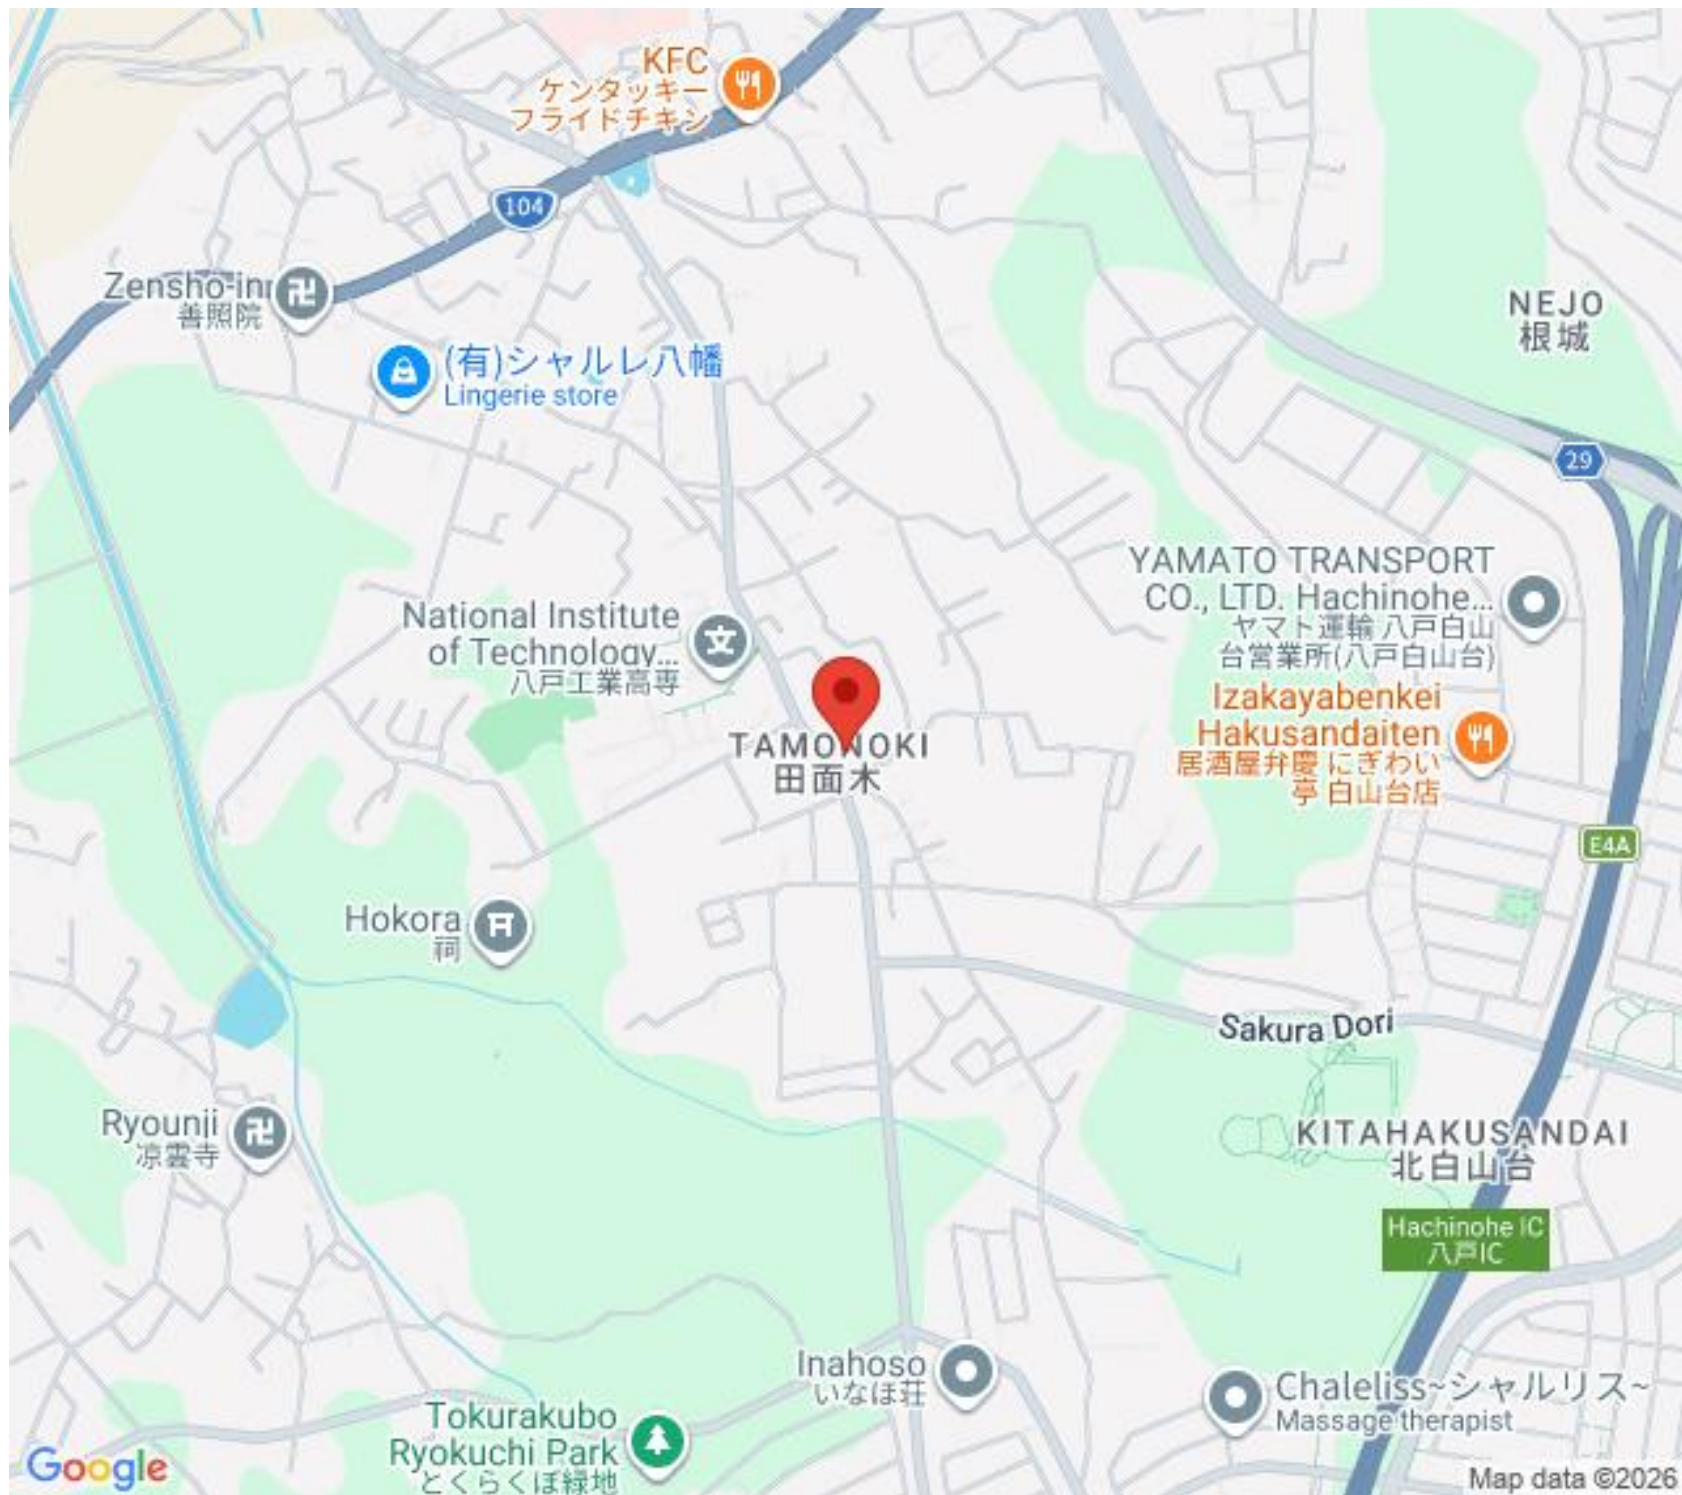 KFC
ケンタッキー
フライドチキン
104
Zensho-inn
善照院
NEJO
根城
(有)シャルレ八幡
Lingerie store
29
YAMATO TRANSPORT
CO., LTD. Hachinohe...
ヤマト運輸 八戸白山
台営業所(八戸白山台)
National Institute
of Technology...
八戸工業高専
文
Izakayabenkei
Hakusandaiten
居酒屋弁慶 にぎわい
亭 白山台店
TAMONOKI
田面木
E4A
Hokora
祠
Sakura Dori
Ryounji
凉雲寺
KITAHAKUSANDAI
北白山台
Hachinohe IC
八戸IC
Inahoso
いなほ荘
Chaleliss~シャルリス~
Massage therapist
Tokurakubo
Ryokuchi Park
とくらくぼ緑地
Google
Map data ©2026